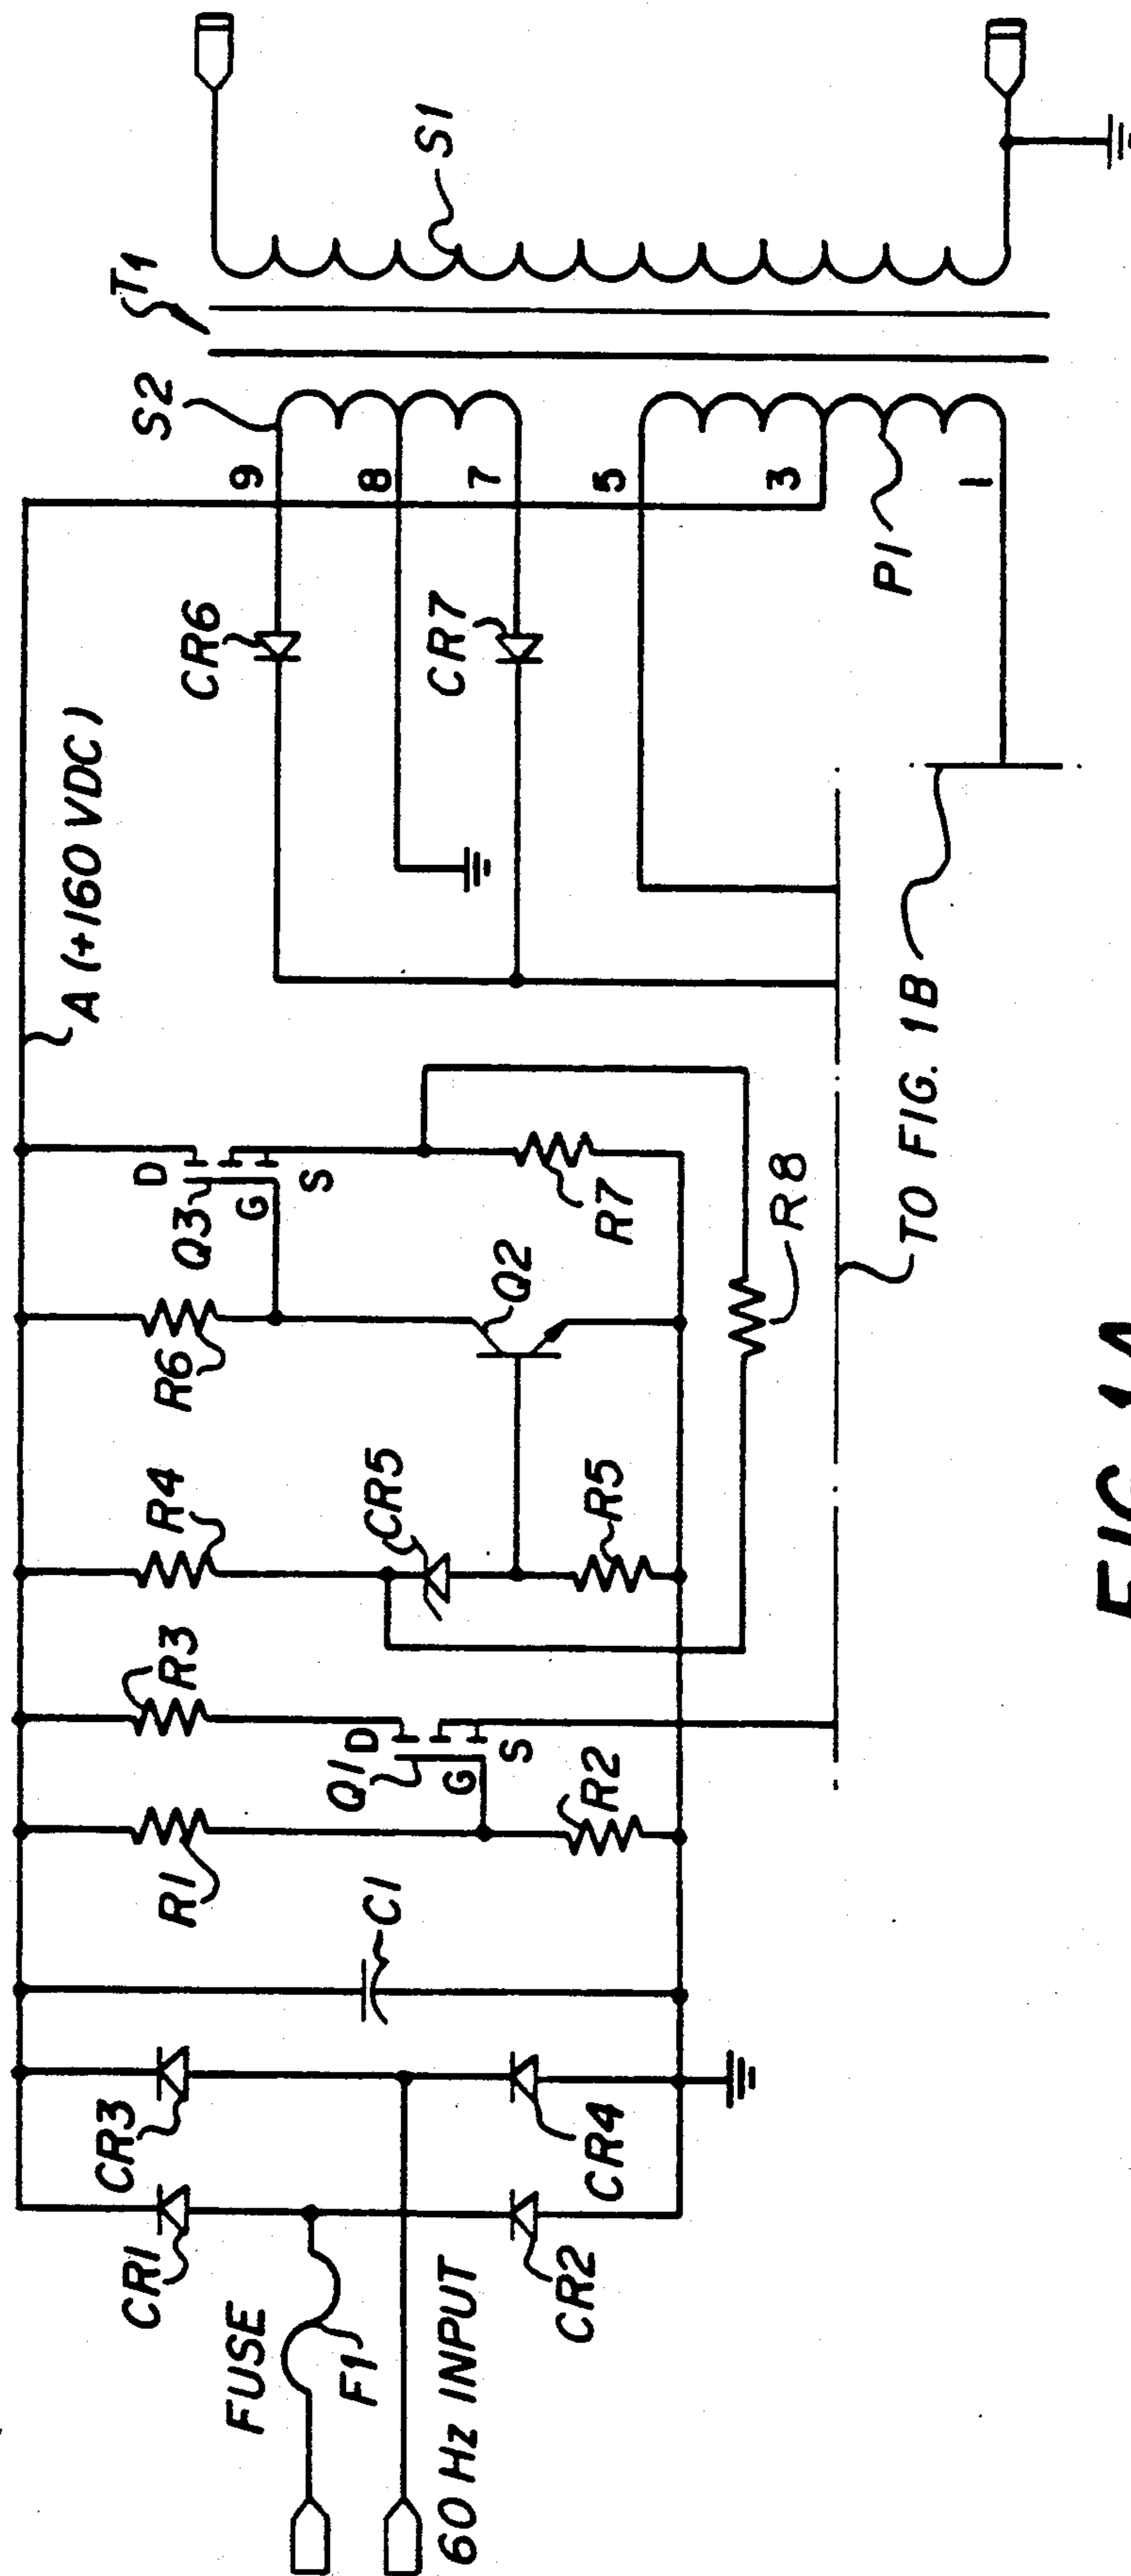 FUSE
F1
60 Hz INPUT
CR1
CR2
CR3
CR4
C1
R1
R2
Q1
D
G
S
R3
R4
CR5
R5
R6
Q2
Q3
D
G
S
R7
R8
A (+160 VDC)
CR6
CR7
TO FIG. 1B
S2
9
8
7
5
3
1
P1
T1
S1
FIG. 1A